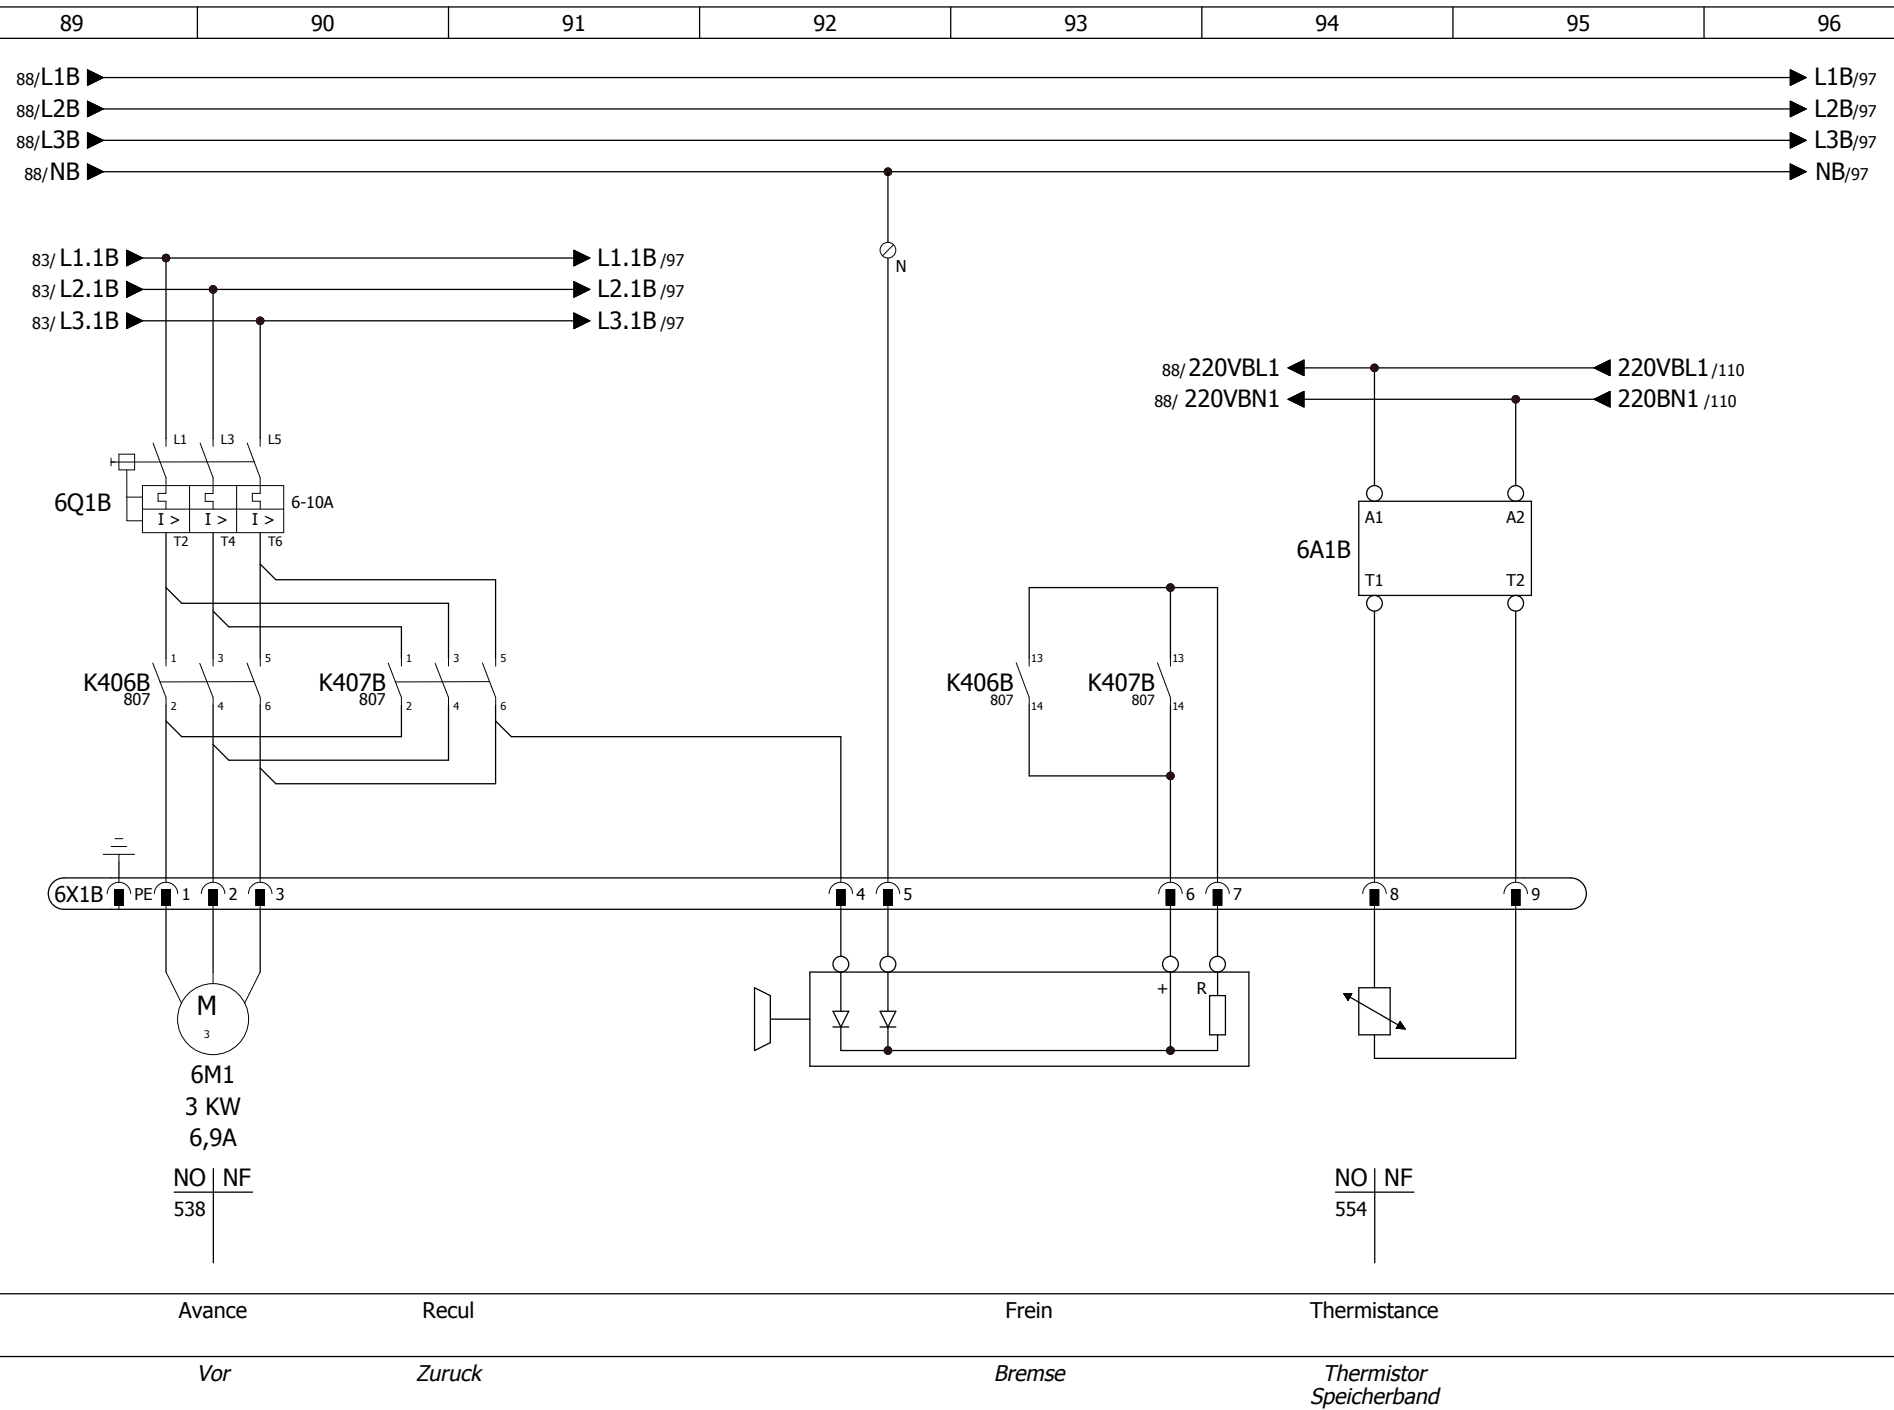 89 90 91 92 93 94 95 96
88/L1B L1B/97
88/L2B L2B/97
88/L3B L3B/97
88/NB NB/97
83/ L1.1B L1.1B /97
N
83/ L2.1B L2.1B /97
83/ L3.1B L3.1B /97
88/ 220VBL1 220VBL1 /110
88/ 220VBN1 220BN1 /110
L1 L3 L5
6Q1B 6-10A
I > I > I >
T2 T4 T6
A1 A2
6A1B
T1 T2
1 3 5 1 3 5 13 13
K406B K407B K406B K407B
807 807 807 807
2 4 6 2 4 6 14 14
6X1B PE 1 2 3 4 5 6 7 8 9
+ R
M
3
6M1
3 KW
6,9A
NO NF NO NF
538 554
Avance Recul Frein Thermistance
Vor Zuruck Bremse Thermistor
Speicherband